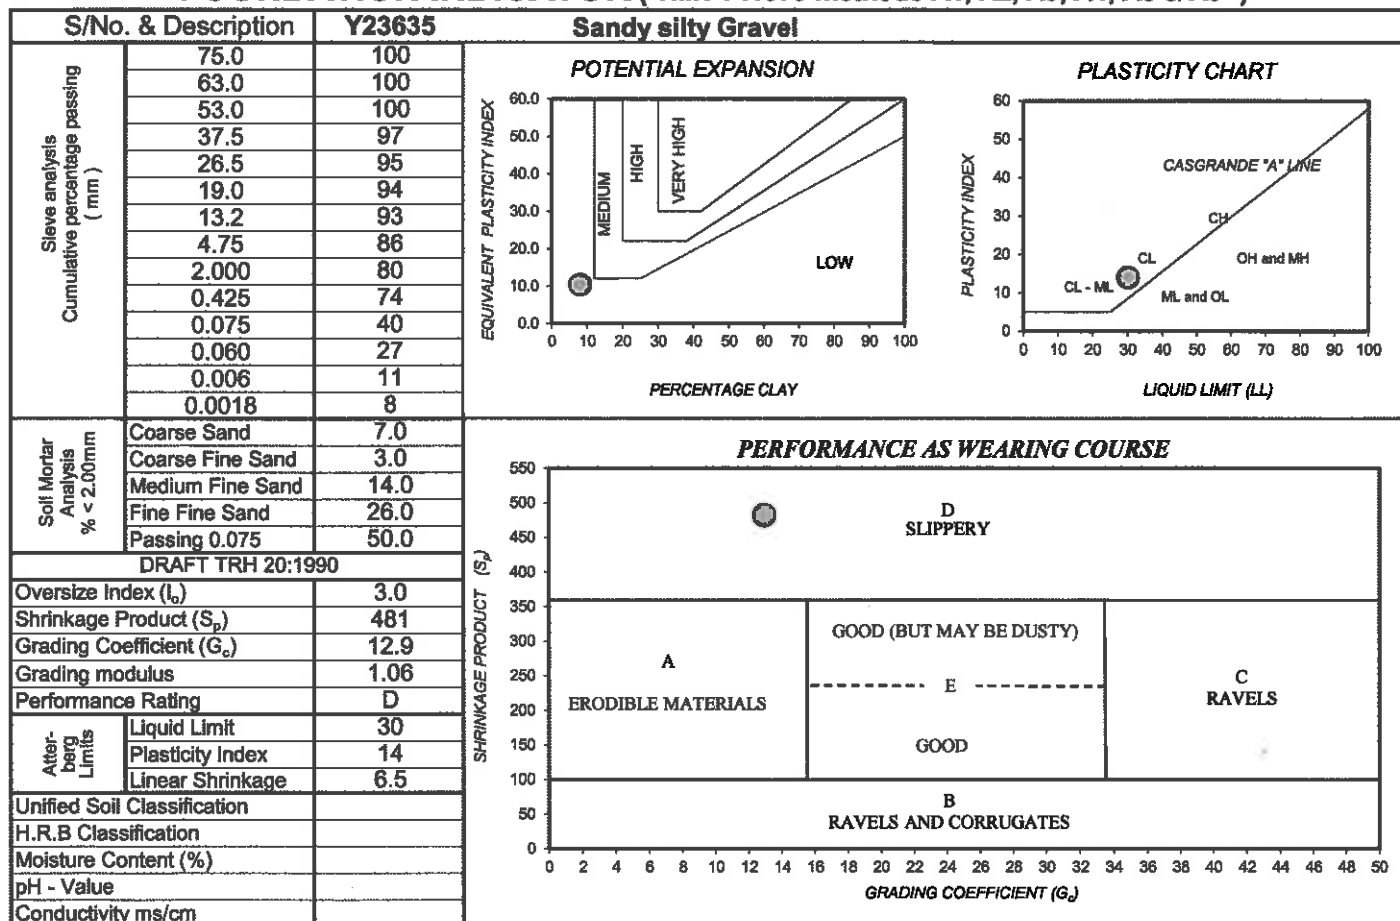 S/No. & Description Y23635 Sandy silty Gravel
Sieve analysis
Cumulative percentage passing
( mm )
75.0 100
63.0 100
53.0 100
37.5 97
26.5 95
19.0 94
13.2 93
4.75 86
2.000 80
0.425 74
0.075 40
0.060 27
0.006 11
0.0018 8
POTENTIAL EXPANSION
EQUIVALENT PLASTICITY INDEX
60.0
50.0
40.0
30.0
20.0
10.0
0.0
MEDIUM
HIGH
VERY HIGH
LOW
0 10 20 30 40 50 60 70 80 90 100
PERCENTAGE CLAY
PLASTICITY CHART
PLASTICITY INDEX
60
50
40
30
20
10
0
CASGRANDE "A" LINE
CH
CL
OH and MH
CL - ML
ML and OL
0 10 20 30 40 50 60 70 80 90 100
LIQUID LIMIT (LL)
Soil Mortar
Analysis
% < 2.00mm
Coarse Sand 7.0
Coarse Fine Sand 3.0
Medium Fine Sand 14.0
Fine Fine Sand 26.0
Passing 0.075 50.0
DRAFT TRH 20:1990
Oversize Index (Io) 3.0
Shrinkage Product (Sp) 481
Grading Coefficient (Gc) 12.9
Grading modulus 1.06
Performance Rating D
Atter-
berg
Limits
Liquid Limit 30
Plasticity Index 14
Linear Shrinkage 6.5
Unified Soil Classification
H.R.B Classification
Moisture Content (%)
pH - Value
Conductivity ms/cm
PERFORMANCE AS WEARING COURSE
SHRINKAGE PRODUCT (Sp)
550
500
450
400
350
300
250
200
150
100
50
0
D
SLIPPERY
GOOD (BUT MAY BE DUSTY)
A
ERODIBLE MATERIALS
E
GOOD
C
RAVELS
B
RAVELS AND CORRUGATES
0 2 4 6 8 10 12 14 16 18 20 22 24 26 28 30 32 34 36 38 40 42 44 46 48 50
GRADING COEFFICIENT (Gc)